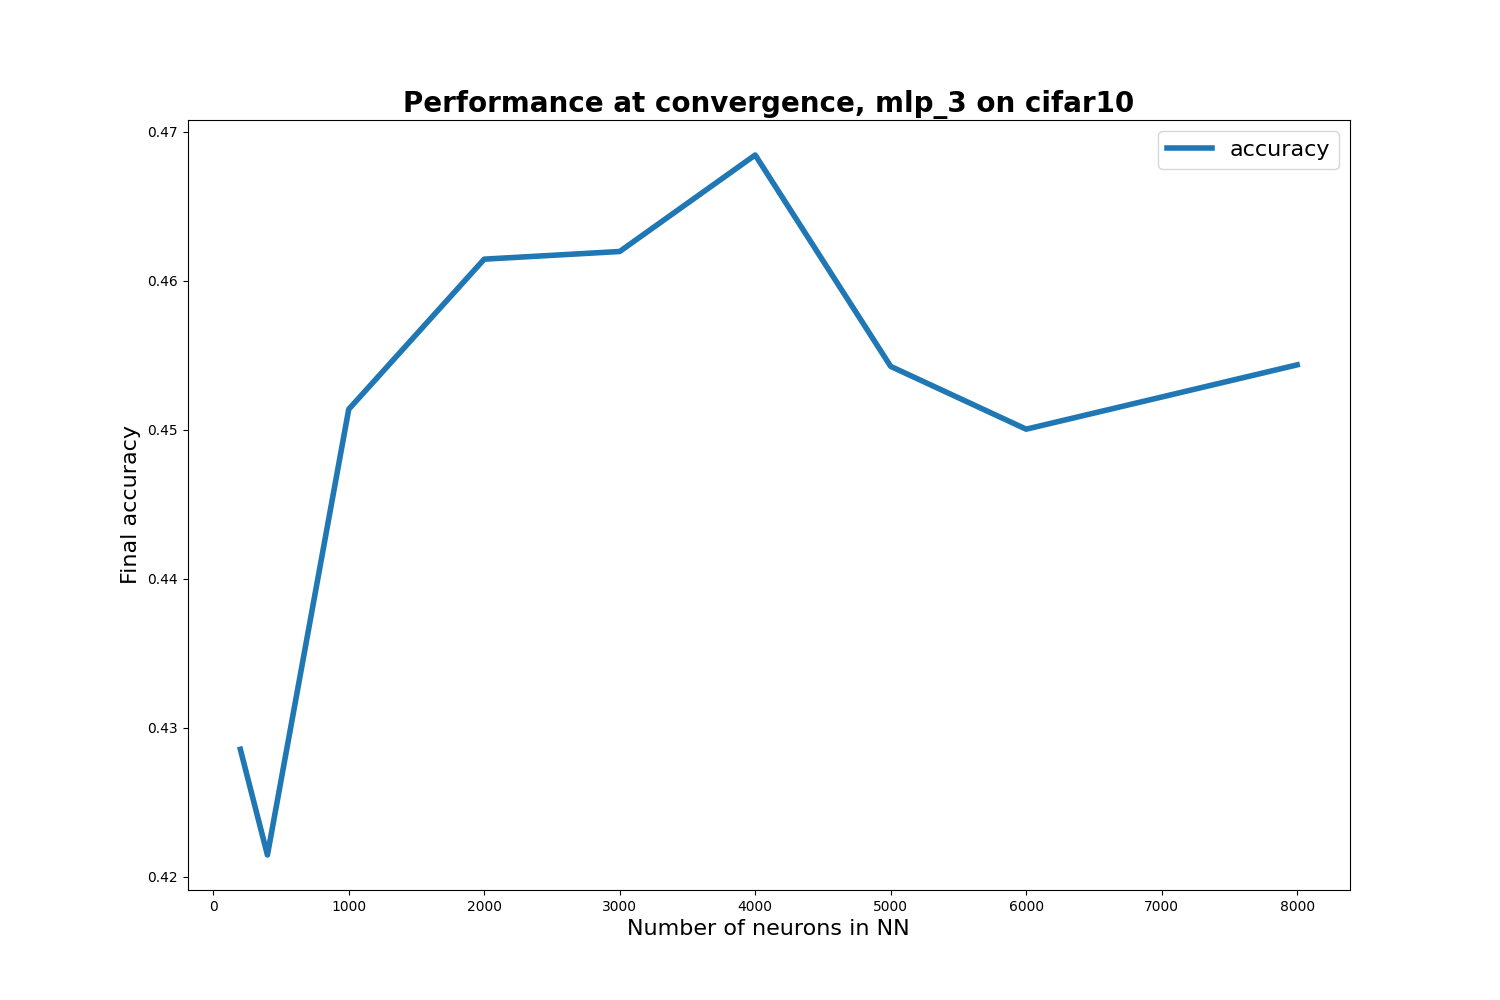 Performance at convergence, mlp_3 on cifar10
accuracy
0.47
0.46
0.45
0.44
0.43
0.42
Final accuracy
0 1000 2000 3000 4000 5000 6000 7000 8000
Number of neurons in NN